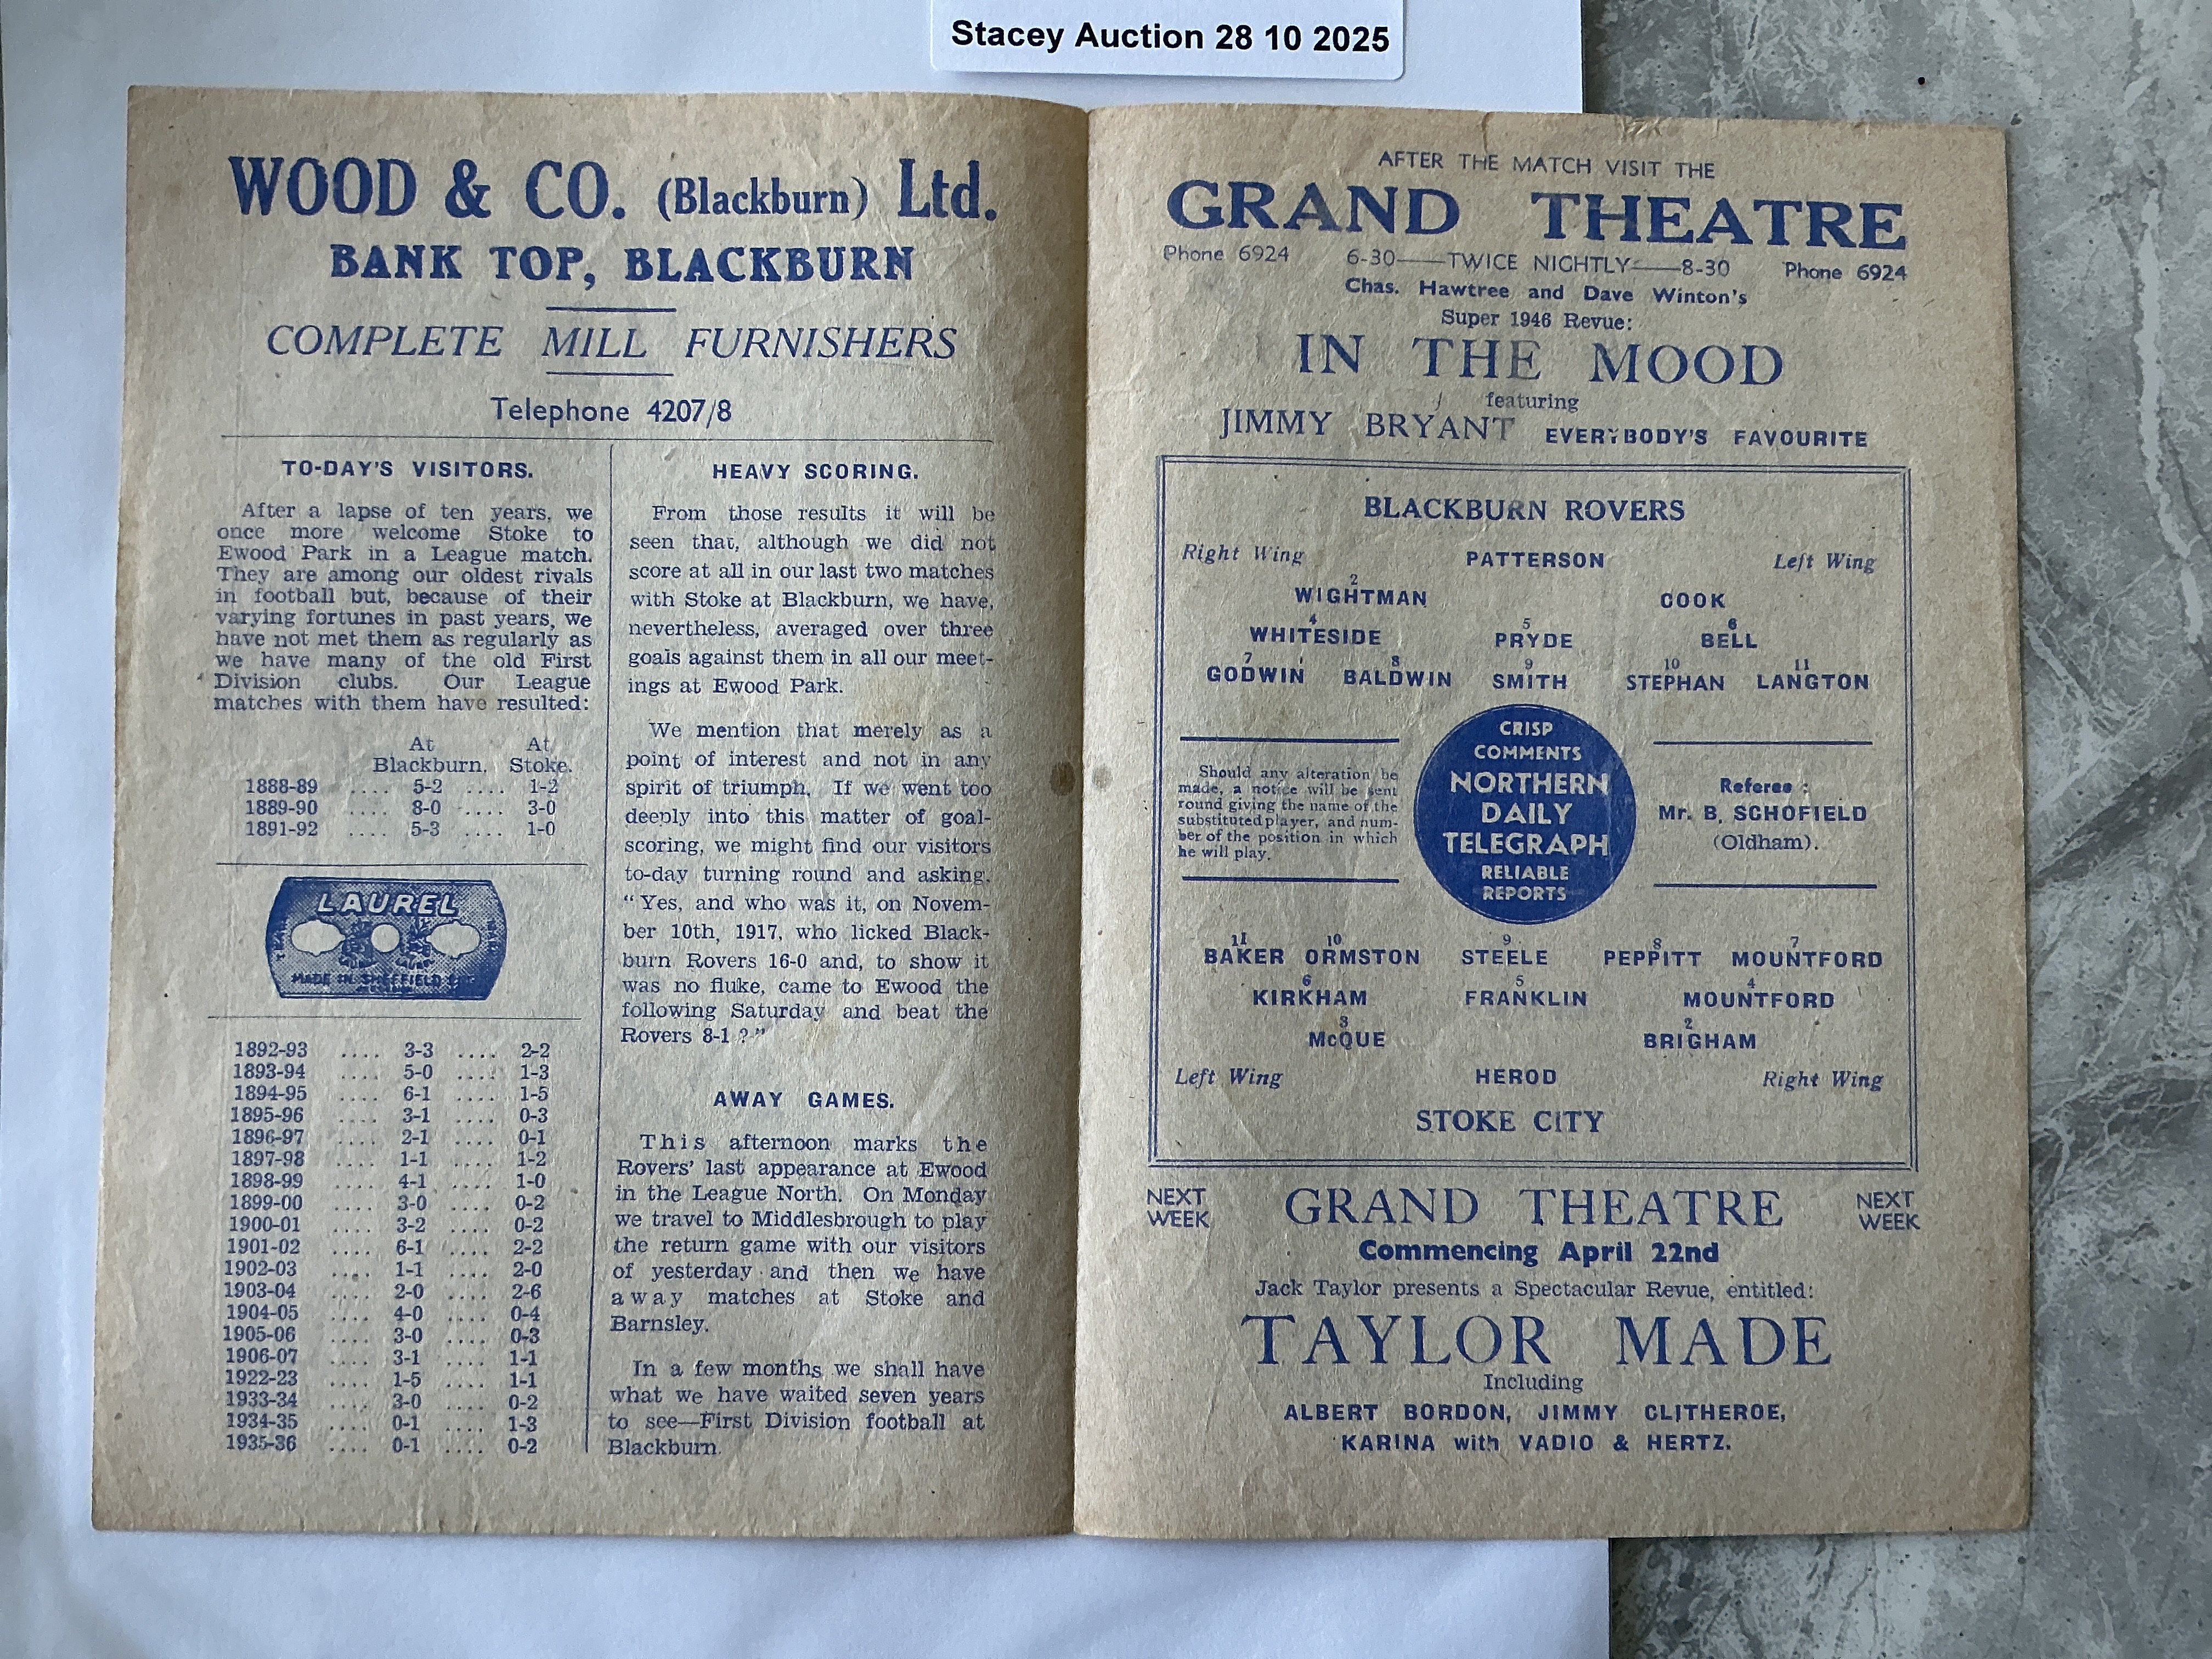 Stacey Auction 28 10 2025
WOOD & CO. (Blackburn) Ltd.
BANK TOP, BLACKBURN
COMPLETE MILL FURNISHERS
Telephone 4207/8
TO-DAY'S VISITORS.
After a lapse of ten years, we
once more welcome Stoke to
Ewood Park in a League match.
They are among our oldest rivals
in football but, because of their
varying fortunes in past years, we
have not met them as regularly as
we have many of the old First
Division clubs. Our League
matches with them have resulted:
At At
Blackburn. Stoke.
1888-89 .... 5-2 .... 1-2
1889-90 .... 8-0 .... 3-0
1891-92 .... 5-3 .... 1-0
LAUREL
MADE IN SHEFFIELD
1892-93 .... 3-3 .... 2-2
1893-94 .... 5-0 .... 1-3
1894-95 .... 6-1 .... 1-5
1895-96 .... 3-1 .... 0-3
1896-97 .... 2-1 .... 0-1
1897-98 .... 1-1 .... 1-2
1898-99 .... 4-1 .... 1-0
1899-00 .... 3-0 .... 0-2
1900-01 .... 3-2 .... 0-2
1901-02 .... 6-1 .... 2-2
1902-03 .... 1-1 .... 2-0
1903-04 .... 2-0 .... 2-6
1904-05 .... 4-0 .... 0-4
1905-06 .... 3-0 .... 0-3
1906-07 .... 3-1 .... 1-1
1922-23 .... 1-5 .... 1-1
1933-34 .... 3-0 .... 0-2
1934-35 .... 0-1 .... 1-3
1935-36 .... 0-1 .... 0-2
HEAVY SCORING.
From those results it will be
seen that, although we did not
score at all in our last two matches
with Stoke at Blackburn, we have,
nevertheless, averaged over three
goals against them in all our meet-
ings at Ewood Park.
We mention that merely as a
point of interest and not in any
spirit of triumph. If we went too
deeply into this matter of goal-
scoring, we might find our visitors
to-day turning round and asking.
"Yes, and who was it, on Novem-
ber 10th, 1917, who licked Black-
burn Rovers 16-0 and, to show it
was no fluke, came to Ewood the
following Saturday and beat the
Rovers 8-1 ?"
AWAY GAMES.
This afternoon marks the
Rovers' last appearance at Ewood
in the League North. On Monday
we travel to Middlesbrough to play
the return game with our visitors
of yesterday and then we have
away matches at Stoke and
Barnsley.
In a few months we shall have
what we have waited seven years
to see—First Division football at
Blackburn.
AFTER THE MATCH VISIT THE
GRAND THEATRE
Phone 6924 6-30——TWICE NIGHTLY——8-30 Phone 6924
Chas. Hawtree and Dave Winton's
Super 1946 Revue:
IN THE MOOD
featuring
JIMMY BRYANT EVERYBODY'S FAVOURITE
BLACKBURN ROVERS
Right Wing PATTERSON Left Wing
2
WIGHTMAN COOK
4 5 6
WHITESIDE PRYDE BELL
7 8 9 10 11
GODWIN BALDWIN SMITH STEPHAN LANGTON
Should any alteration be
made, a notice will be sent
round giving the name of the
substituted player, and num-
ber of the position in which
he will play.
CRISP
COMMENTS
NORTHERN
DAILY
TELEGRAPH
RELIABLE
REPORTS
Referee :
Mr. B. SCHOFIELD
(Oldham).
11 10 9 8 7
BAKER ORMSTON STEELE PEPPITT MOUNTFORD
6 5 4
KIRKHAM FRANKLIN MOUNTFORD
3 2
McQUE BRIGHAM
Left Wing HEROD Right Wing
STOKE CITY
NEXT WEEK GRAND THEATRE NEXT WEEK
Commencing April 22nd
Jack Taylor presents a Spectacular Revue, entitled:
TAYLOR MADE
Including
ALBERT BORDON, JIMMY CLITHEROE,
KARINA with VADIO & HERTZ.